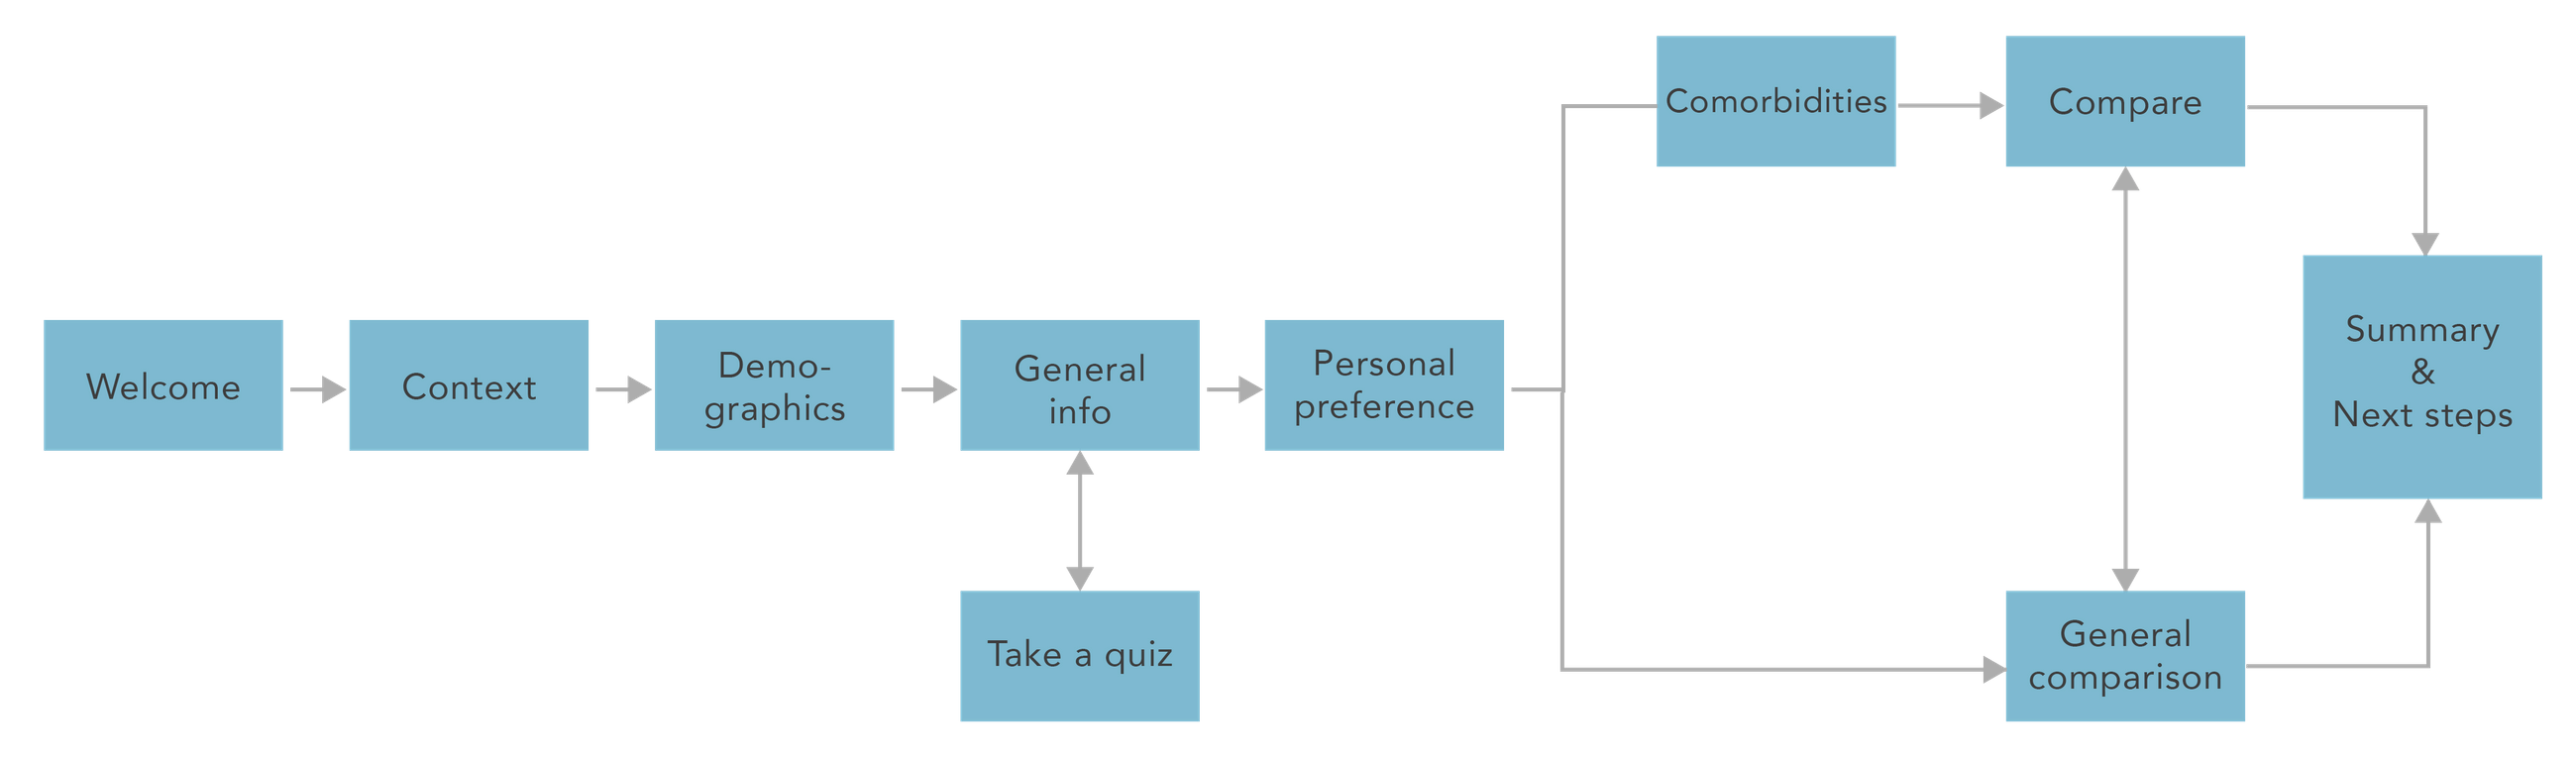 Welcome
Context
Demo-
graphics
General
info
Take a quiz
Personal
preference
Comorbidities
Compare
General
comparison
Summary
&
Next steps